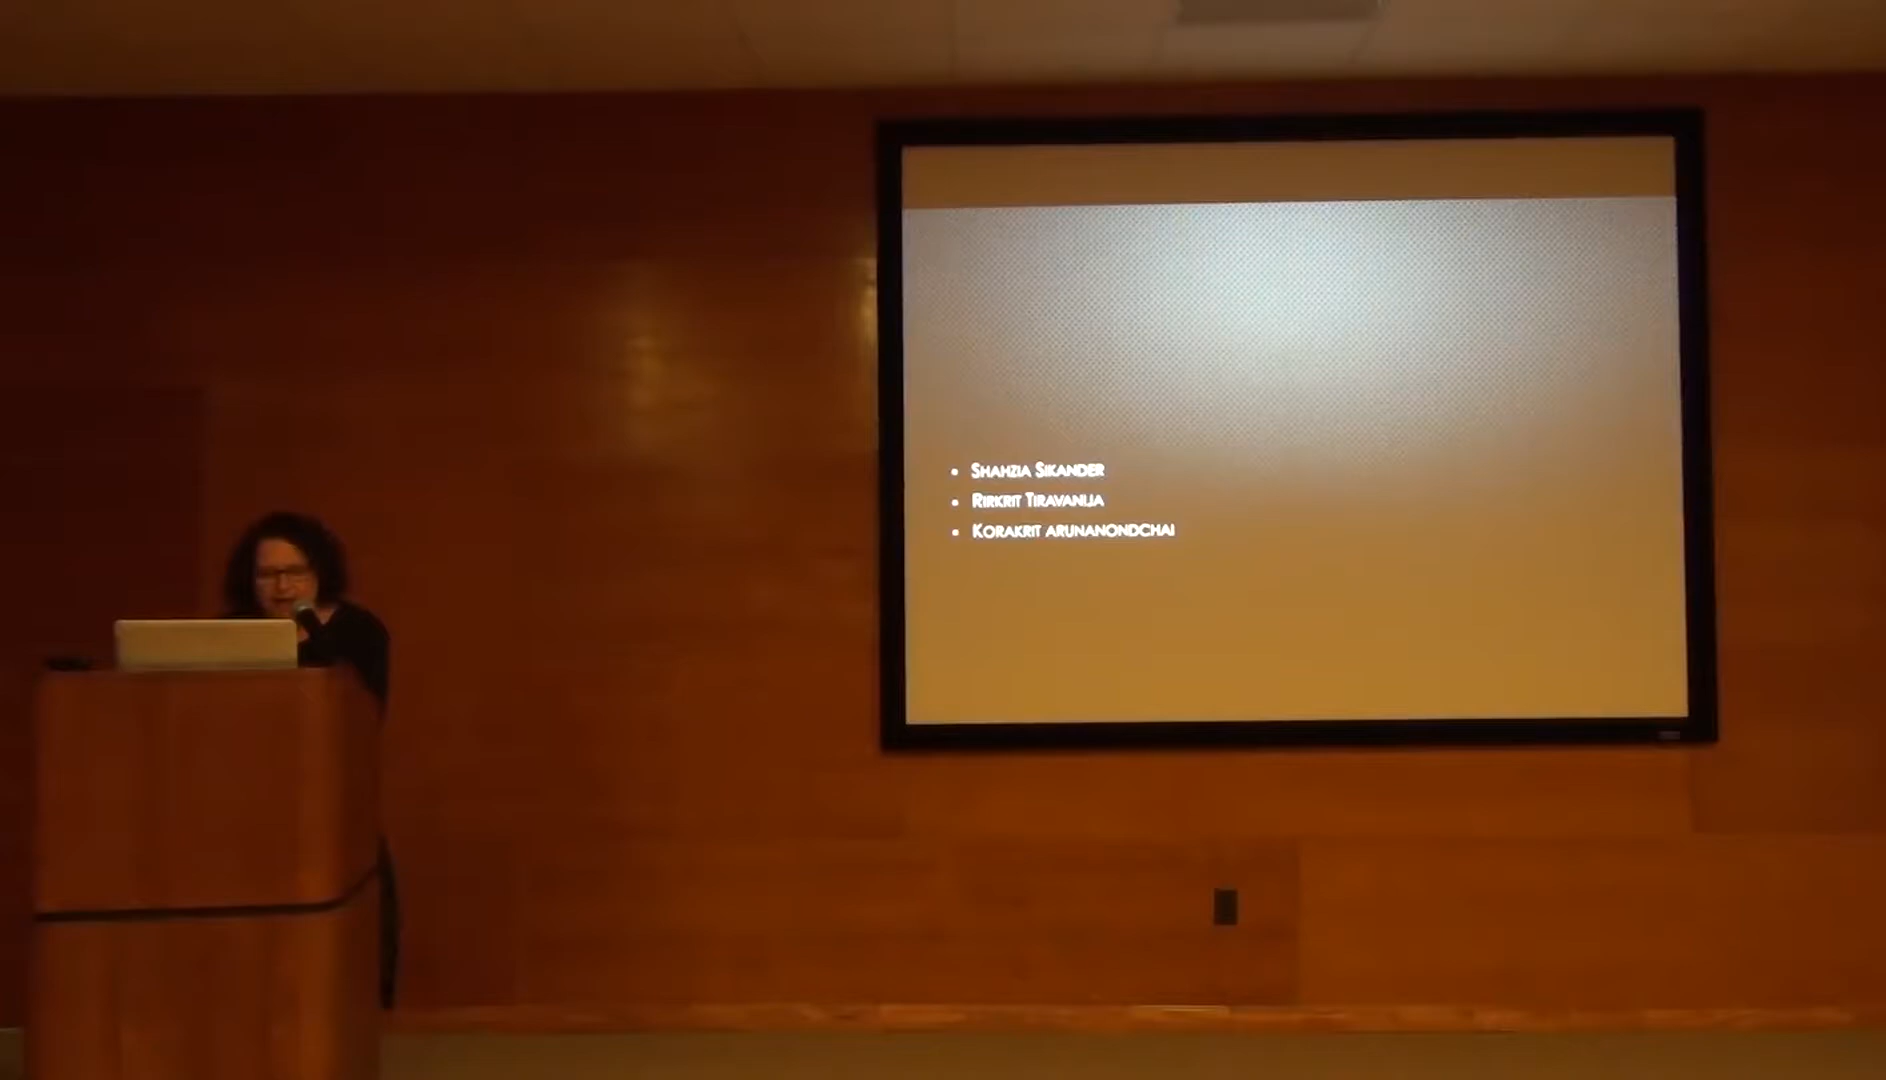 • SHAHZIA SIKANDER
• RIRKRIT TIRAVANIJA
• KORAKRIT ARUNANONDCHAI